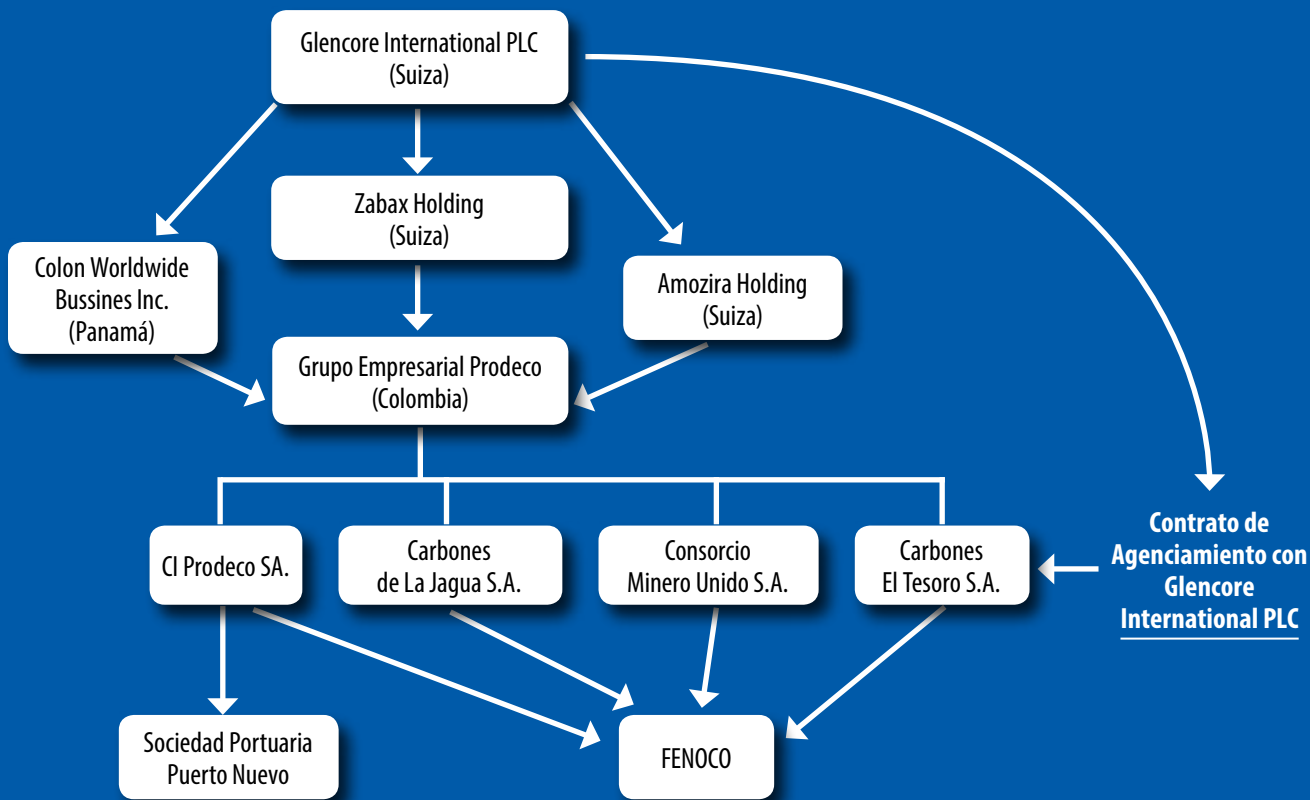 Glencore International PLC
(Suiza)
Zabax Holding
(Suiza)
Colon Worldwide
Bussines Inc.
(Panamá)
Amozira Holding
(Suiza)
Grupo Empresarial Prodeco
(Colombia)
CI Prodeco SA.
Carbones
de La Jagua S.A.
Consorcio
Minero Unido S.A.
Carbones
El Tesoro S.A.
Contrato de
Agenciamiento con
Glencore
International PLC
Sociedad Portuaria
Puerto Nuevo
FENOCO